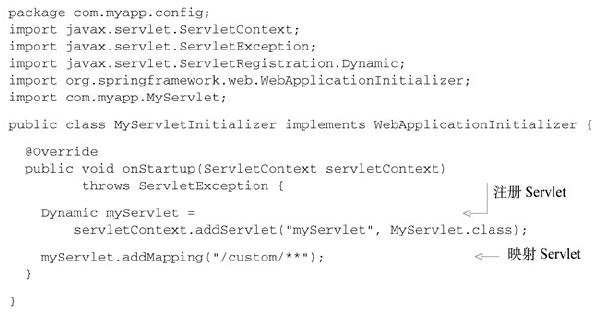 package com.myapp.config;
import javax.servlet.ServletContext;
import javax.servlet.ServletException;
import javax.servlet.ServletRegistration.Dynamic;
import org.springframework.web.WebApplicationInitializer;
import com.myapp.MyServlet;
public class MyServletInitializer implements WebApplicationInitializer {
@Override
public void onStartup(ServletContext servletContext)
throws ServletException {
注册 Servlet
Dynamic myServlet =
servletContext.addServlet("myServlet", MyServlet.class);
myServlet.addMapping("/custom/**");
映射 Servlet
}
}